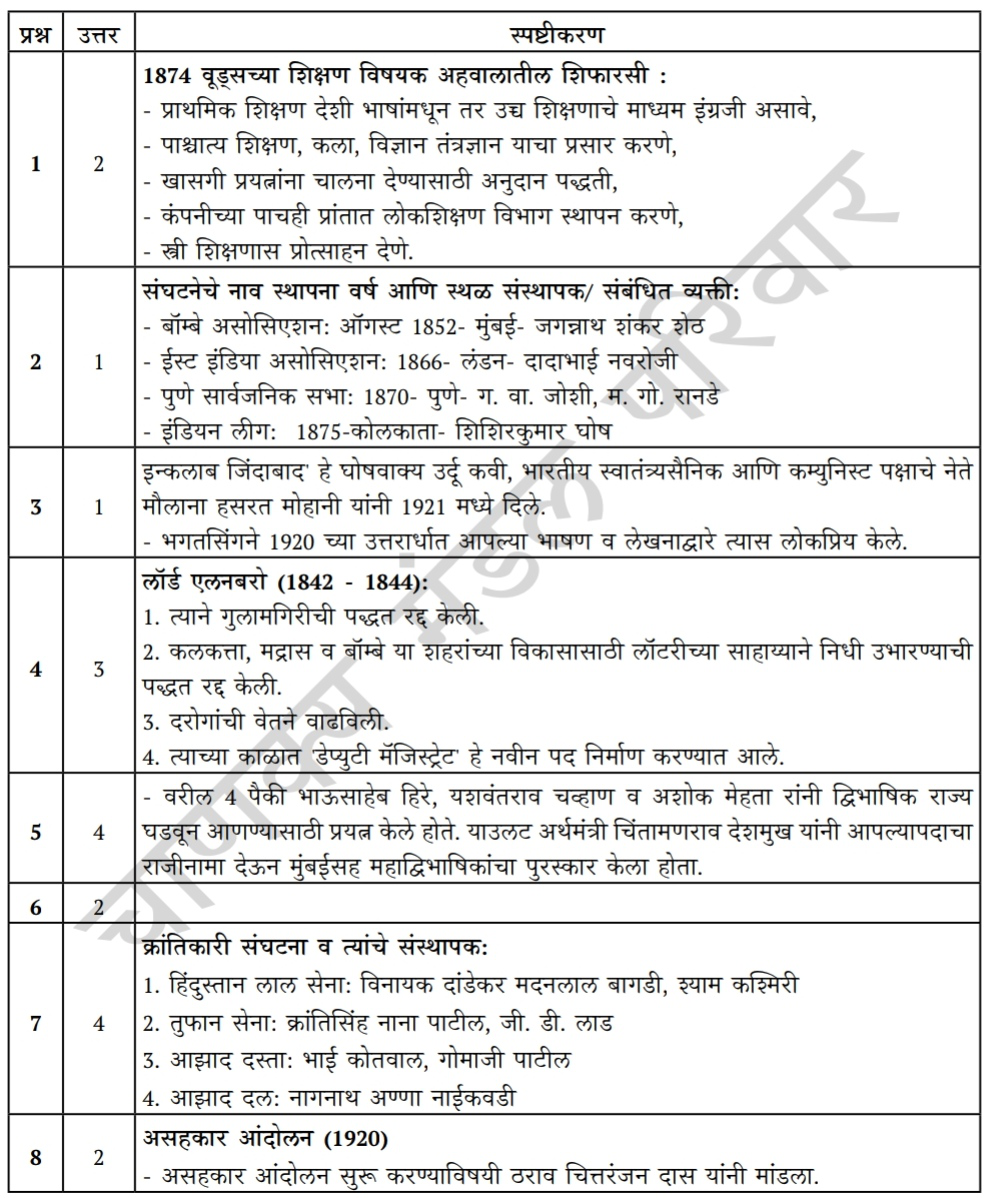 प्रश्न उत्तर स्पष्टीकरण
1 2 1874 वूड्सच्या शिक्षण विषयक अहवालातील शिफारसी :
- प्राथमिक शिक्षण देशी भाषांमधून तर उच्च शिक्षणाचे माध्यम इंग्रजी असावे,
- पाश्चात्य शिक्षण, कला, विज्ञान तंत्रज्ञान याचा प्रसार करणे,
- खासगी प्रयत्नांना चालना देण्यासाठी अनुदान पद्धती,
- कंपनीच्या पाचही प्रांतात लोकशिक्षण विभाग स्थापन करणे,
- स्त्री शिक्षणास प्रोत्साहन देणे.
2 1 संघटनेचे नाव स्थापना वर्ष आणि स्थळ संस्थापक/ संबंधित व्यक्ती:
- बॉम्बे असोसिएशन: ऑगस्ट 1852- मुंबई- जगन्नाथ शंकर शेठ
- ईस्ट इंडिया असोसिएशन: 1866- लंडन- दादाभाई नवरोजी
- पुणे सार्वजनिक सभा: 1870- पुणे- ग. वा. जोशी, म. गो. रानडे
- इंडियन लीग: 1875-कोलकाता- शिशिरकुमार घोष
3 1 इन्कलाब जिंदाबाद' हे घोषवाक्य उर्दू कवी, भारतीय स्वातंत्र्यसैनिक आणि कम्युनिस्ट पक्षाचे नेते
मौलाना हसरत मोहानी यांनी 1921 मध्ये दिले.
- भगतसिंगने 1920 च्या उत्तरार्धात आपल्या भाषण व लेखनाद्वारे त्यास लोकप्रिय केले.
4 3 लॉर्ड एलनबरो (1842 - 1844):
1. त्याने गुलामगिरीची पद्धत रद्द केली.
2. कलकत्ता, मद्रास व बॉम्बे या शहरांच्या विकासासाठी लॉटरीच्या साहाय्याने निधी उभारण्याची
पद्धत रद्द केली.
3. दरोगांची वेतने वाढविली.
4. त्याच्या काळात 'डेप्युटी मॅजिस्ट्रेट' हे नवीन पद निर्माण करण्यात आले.
5 4 - वरील 4 पैकी भाऊसाहेब हिरे, यशवंतराव चव्हाण व अशोक मेहता रांनी द्विभाषिक राज्य
घडवून आणण्यासाठी प्रयत्न केले होते. याउलट अर्थमंत्री चिंतामणराव देशमुख यांनी आपल्यापदाचा
राजीनामा देऊन मुंबईसह महाद्विभाषिकांचा पुरस्कार केला होता.
6 2
7 4 क्रांतिकारी संघटना व त्यांचे संस्थापक:
1. हिंदुस्तान लाल सेना: विनायक दांडेकर मदनलाल बागडी, श्याम कश्मिरी
2. तुफान सेना: क्रांतिसिंह नाना पाटील, जी. डी. लाड
3. आझाद दस्ता: भाई कोतवाल, गोमाजी पाटील
4. आझाद दल: नागनाथ अण्णा नाईकवडी
8 2 असहकार आंदोलन (1920)
- असहकार आंदोलन सुरू करण्याविषयी ठराव चित्तरंजन दास यांनी मांडला.
चाणक्य मंडल परिवार